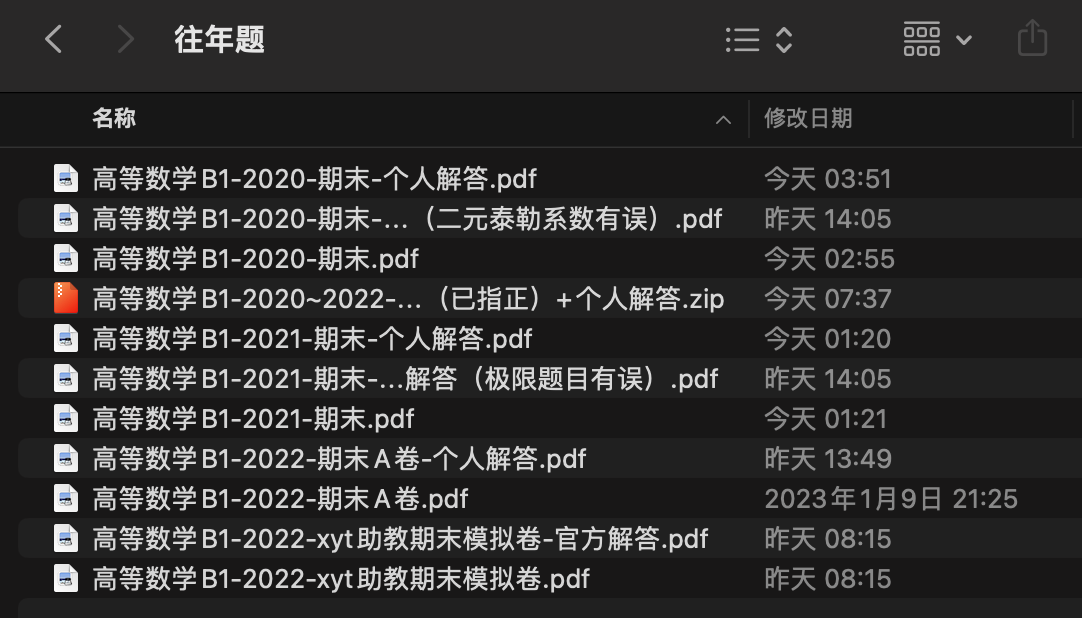 往年题
名称 修改日期
高等数学B1-2020-期末-个人解答.pdf 今天 03:51
高等数学B1-2020-期末-...（二元泰勒系数有误）.pdf 昨天 14:05
高等数学B1-2020-期末.pdf 今天 02:55
高等数学B1-2020~2022-...（已指正）+个人解答.zip 今天 07:37
高等数学B1-2021-期末-个人解答.pdf 今天 01:20
高等数学B1-2021-期末-...解答（极限题目有误）.pdf 昨天 14:05
高等数学B1-2021-期末.pdf 今天 01:21
高等数学B1-2022-期末A卷-个人解答.pdf 昨天 13:49
高等数学B1-2022-期末A卷.pdf 2023年1月9日 21:25
高等数学B1-2022-xyt助教期末模拟卷-官方解答.pdf 昨天 08:15
高等数学B1-2022-xyt助教期末模拟卷.pdf 昨天 08:15